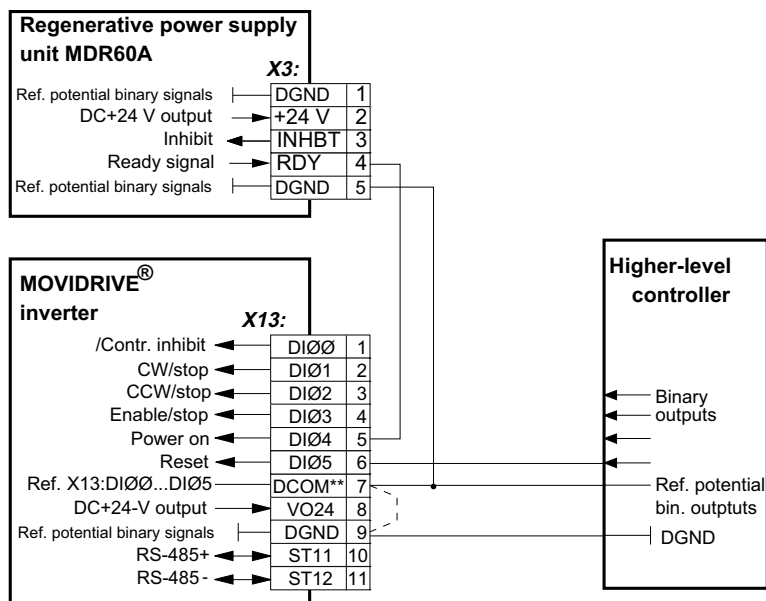 Regenerative power supply
unit MDR60A
X3:
Ref. potential binary signals DGND 1
DC+24 V output +24 V 2
Inhibit INHBT 3
Ready signal RDY 4
Ref. potential binary signals DGND 5
MOVIDRIVE®
inverter
X13:
/Contr. inhibit DIØØ 1
CW/stop DIØ1 2
CCW/stop DIØ2 3
Enable/stop DIØ3 4
Power on DIØ4 5
Reset DIØ5 6
Ref. X13:DIØØ...DIØ5 DCOM** 7
DC+24-V output VO24 8
Ref. potential binary signals DGND 9
RS-485+ ST11 10
RS-485- ST12 11
Higher-level
controller
Binary
outputs
Ref. potential
bin. outptuts
DGND